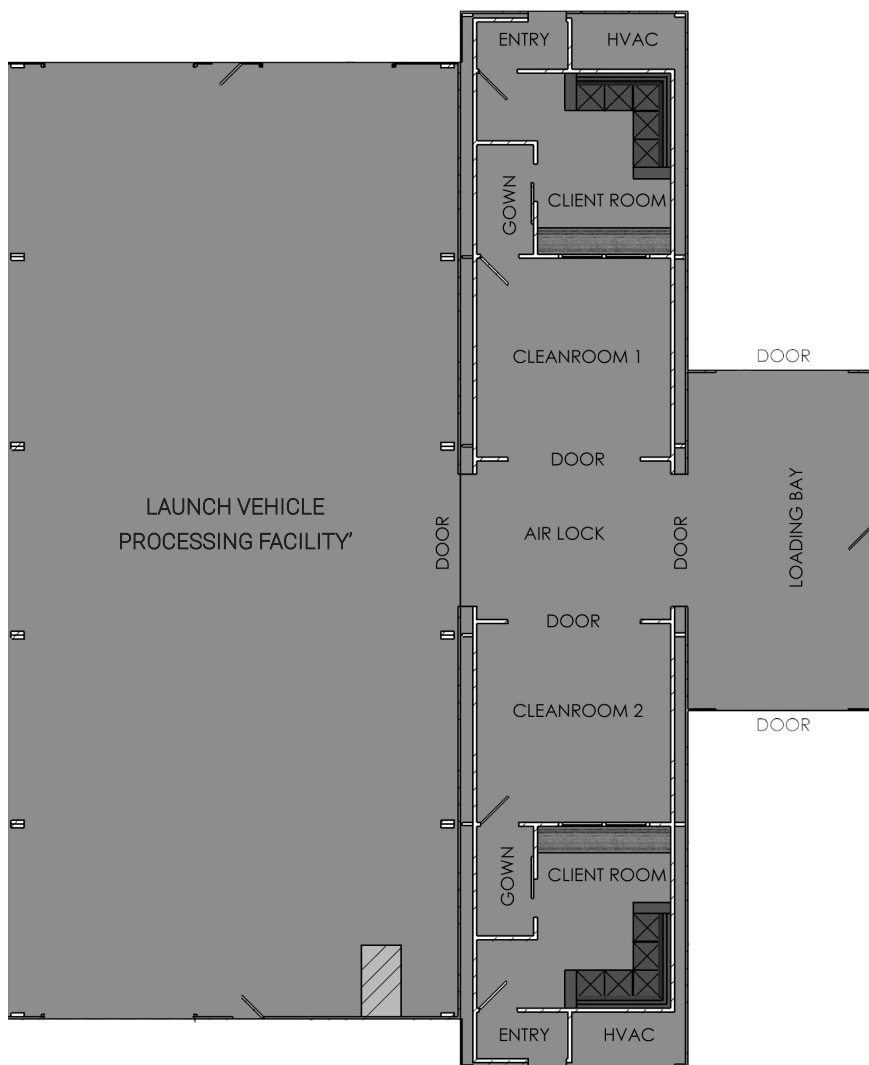 ENTRY
HVAC
GOWN
CLIENT ROOM
CLEANROOM 1
DOOR
DOOR
LAUNCH VEHICLE
PROCESSING FACILITY'
DOOR
AIR LOCK
DOOR
LOADING BAY
DOOR
CLEANROOM 2
DOOR
GOWN
CLIENT ROOM
ENTRY
HVAC